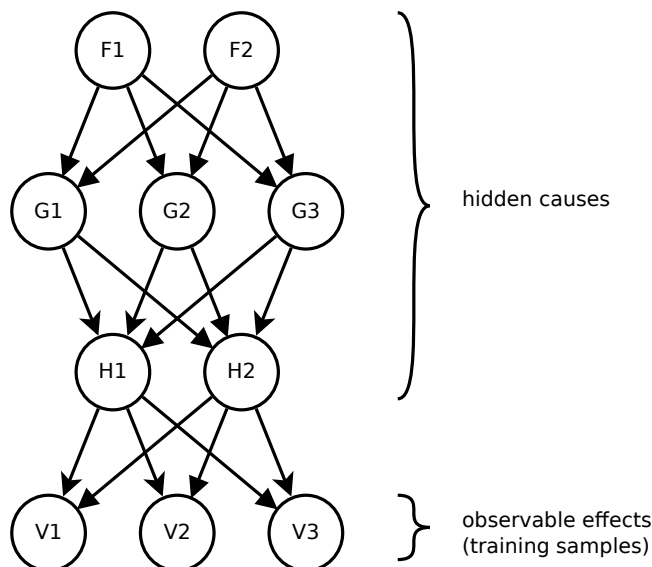 F1 F2
G1 G2 G3
hidden causes
H1 H2
V1 V2 V3
observable effects
(training samples)